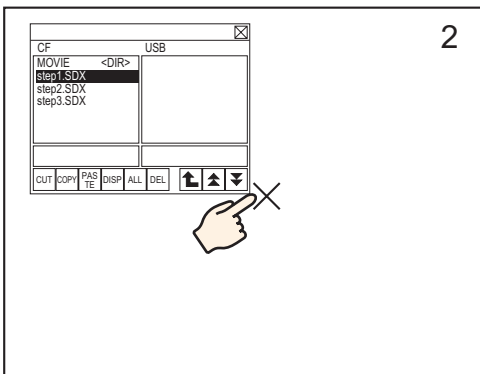 2
CF USB
MOVIE <DIR>
step1.SDX
step2.SDX
step3.SDX
CUT COPY PAS TE DISP ALL DEL